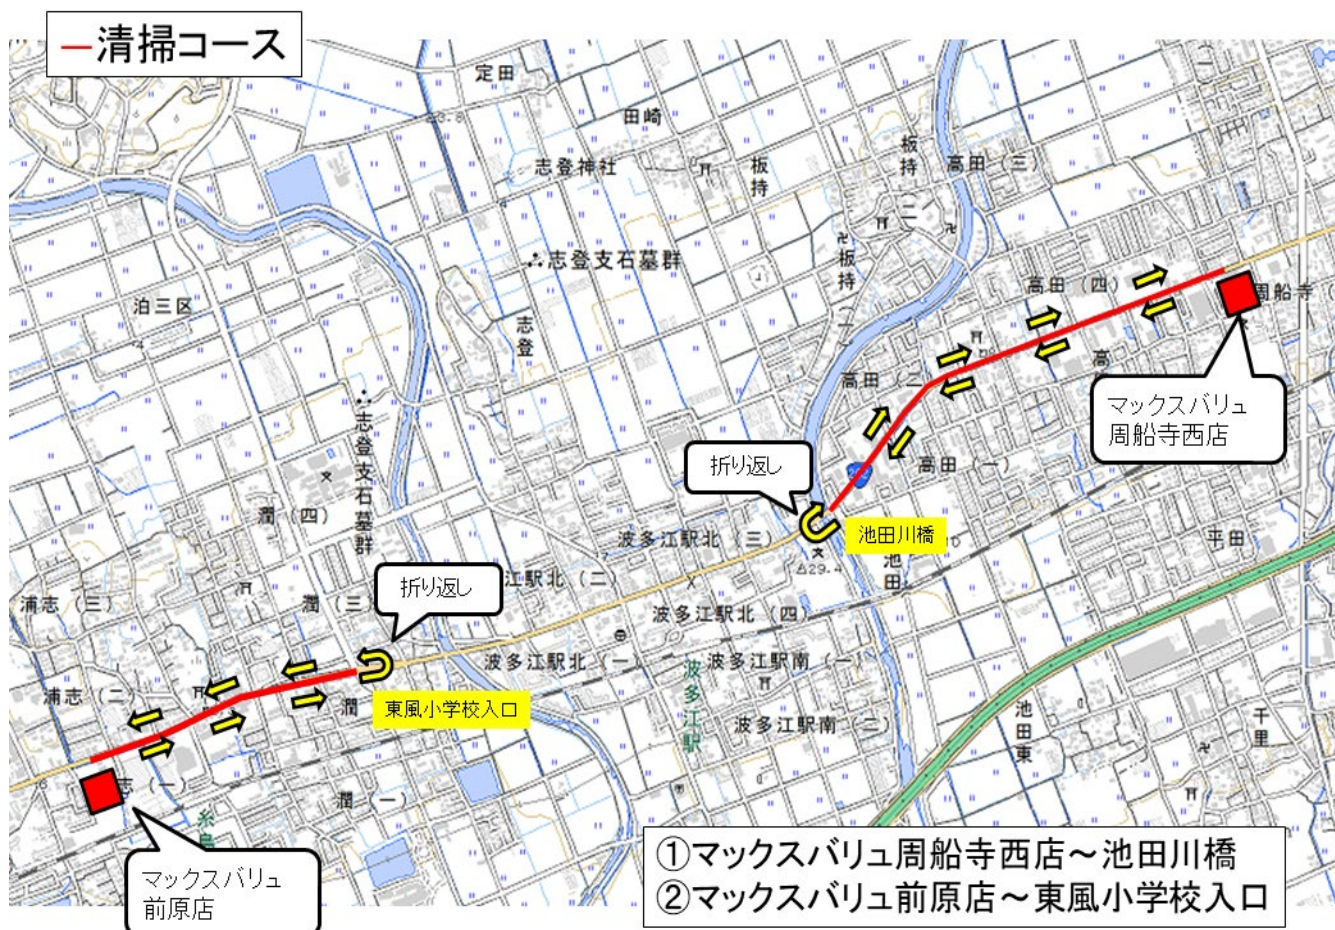 清掃コース
定田
田崎
志登神社
板持
板持(二)
高田(三)
志登支石墓群
板持(一)
高田(四)
周船寺(
泊三区
志登
高田(二)
マックスバリュ
周船寺西店
志登支石墓群
折り返し
高田(一)
潤(四)
波多江駅北(三)
池田川橋
池田
平田
△29.4
折り返し
江駅北(二)
浦志(三)
潤(三)
波多江駅北(四)
波多江駅北(一)
波多江駅南(一)
浦志(二)
東風小学校入口
波多江駅
波多江駅南(二)
池田東
千里
志(一)
潤(一)
糸島
マックスバリュ
前原店
①マックスバリュ周船寺西店～池田川橋
②マックスバリュ前原店～東風小学校入口